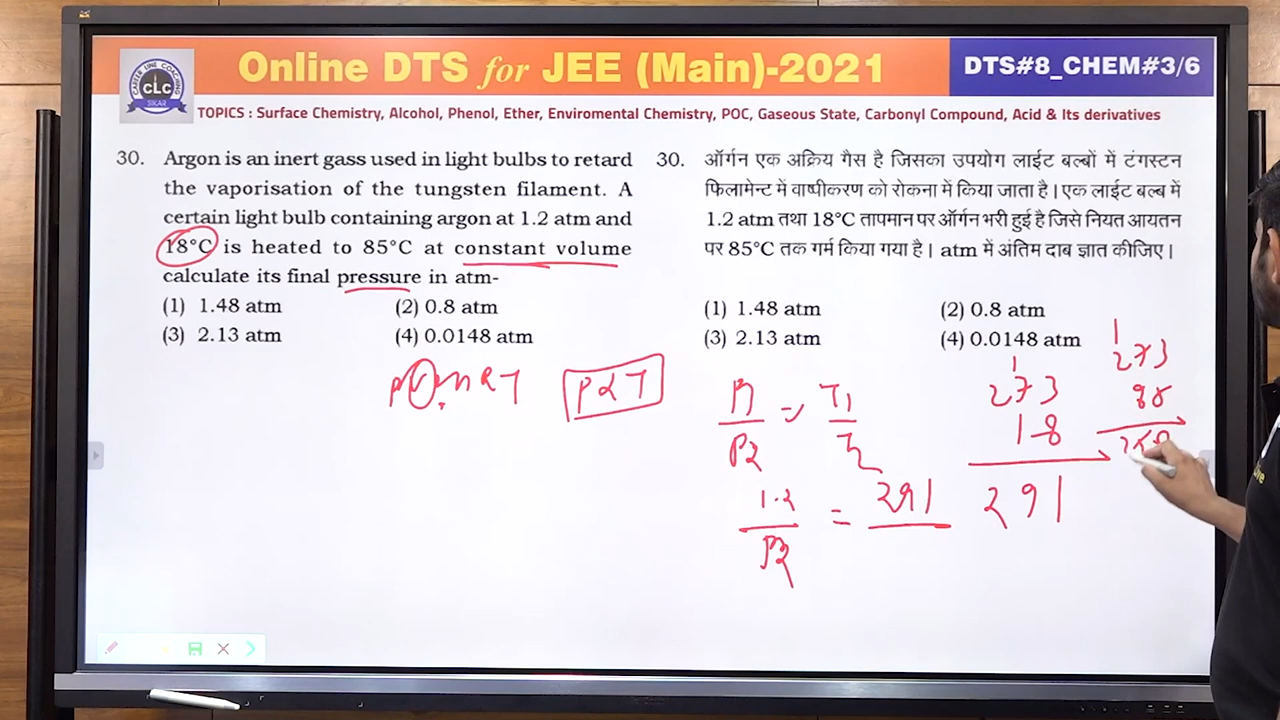 Online DTS for JEE (Main)-2021
DTS#8_CHEM#3/6
CAREER LINE COACHING
CLC
SIKAR
TOPICS : Surface Chemistry, Alcohol, Phenol, Ether, Enviromental Chemistry, POC, Gaseous State, Carbonyl Compound, Acid & Its derivatives
30. Argon is an inert gass used in light bulbs to retard
the vaporisation of the tungsten filament. A
certain light bulb containing argon at 1.2 atm and
18°C is heated to 85°C at constant volume
calculate its final pressure in atm-
(1) 1.48 atm (2) 0.8 atm
(3) 2.13 atm (4) 0.0148 atm
30. ऑर्गन एक अक्रिय गैस है जिसका उपयोग लाईट बल्बों में टंगस्टन
फिलामेन्ट में वाष्पीकरण को रोकना में किया जाता है। एक लाईट बल्ब में
1.2 atm तथा 18°C तापमान पर ऑर्गन भरी हुई है जिसे नियत आयतन
पर 85°C तक गर्म किया गया है। atm में अंतिम दाब ज्ञात कीजिए।
(1) 1.48 atm (2) 0.8 atm
(3) 2.13 atm (4) 0.0148 atm
PV=nRT
P∝T
P1 = T1
P2 T2
1.2 = 291
P2
1
273
18
291
1
273